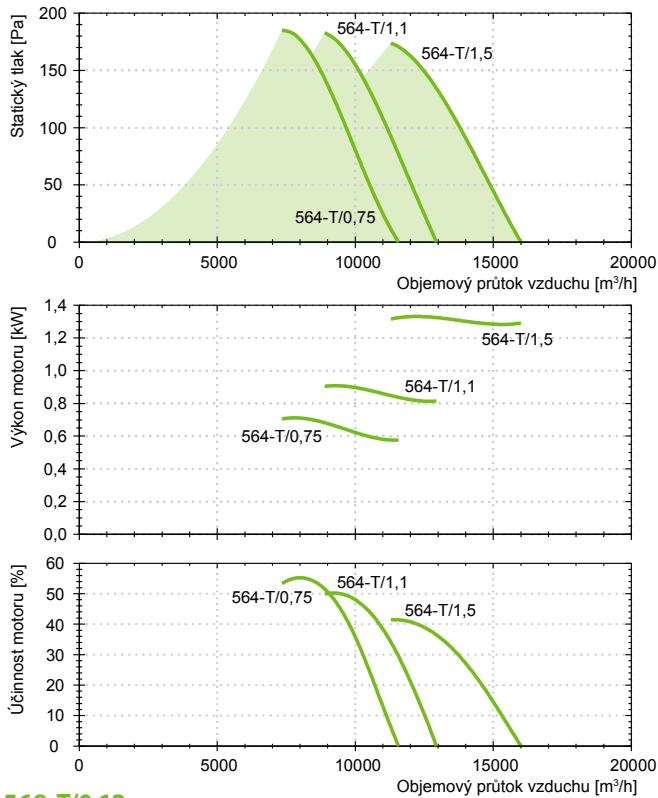 200
150
100
50
0
Statický tlak [Pa]
564-T/1,1
564-T/1,5
564-T/0,75
0 5000 10000 15000 20000
Objemový průtok vzduchu [m³/h]
1,4
1,2
1,0
0,8
0,6
0,4
0,2
0,0
Výkon motoru [kW]
564-T/1,5
564-T/1,1
564-T/0,75
60
50
40
30
20
10
0
Účinnost motoru [%]
564-T/1,1
564-T/0,75
564-T/1,5
0 5000 10000 15000 20000
Objemový průtok vzduchu [m³/h]